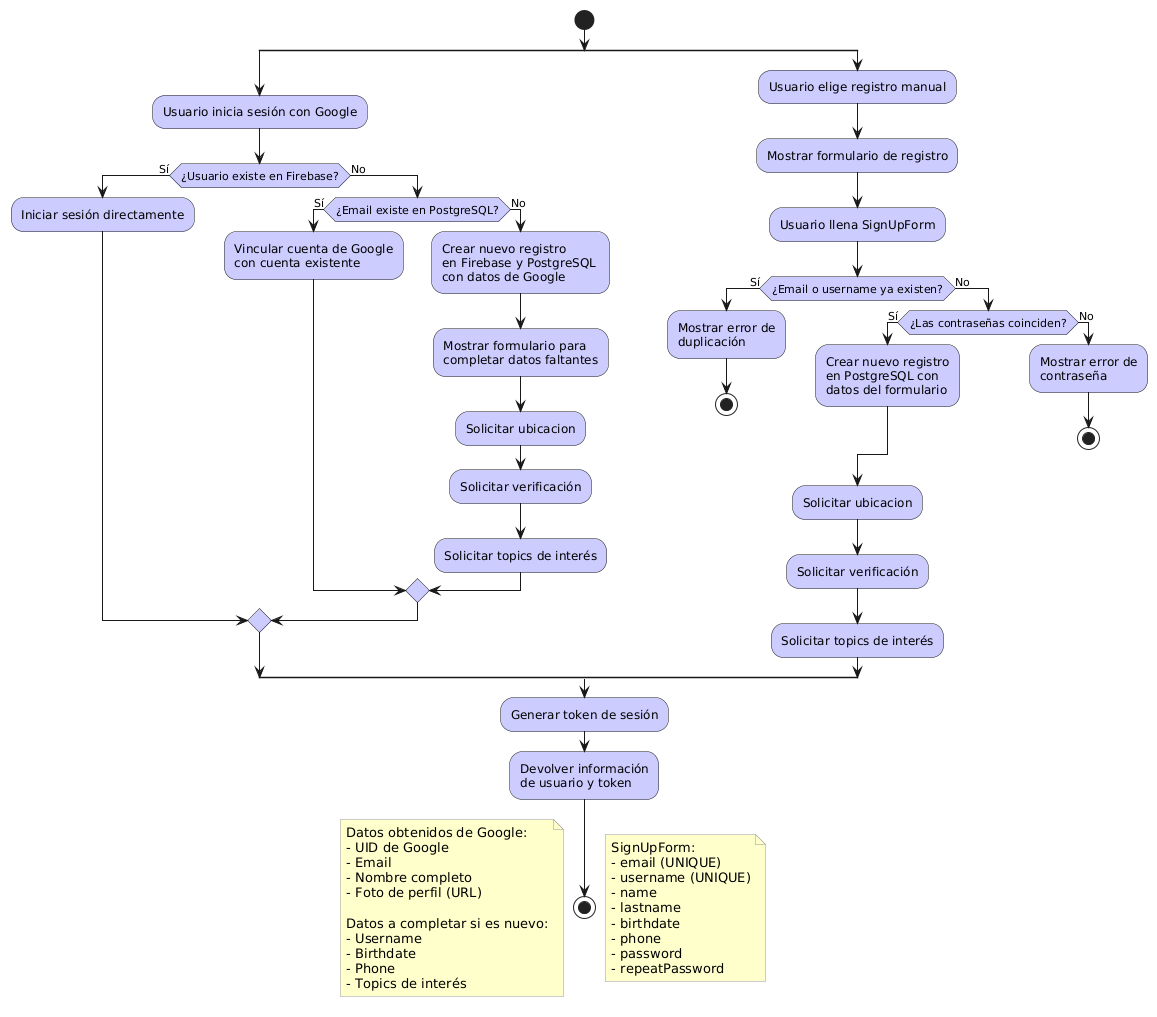 Usuario inicia sesión con Google
¿Usuario existe en Firebase?
Sí
No
Iniciar sesión directamente
¿Email existe en PostgreSQL?
Sí
No
Vincular cuenta de Google
con cuenta existente
Crear nuevo registro
en Firebase y PostgreSQL
con datos de Google
Mostrar formulario para
completar datos faltantes
Solicitar ubicacion
Solicitar verificación
Solicitar topics de interés
Usuario elige registro manual
Mostrar formulario de registro
Usuario llena SignUpForm
¿Email o username ya existen?
Sí
No
Mostrar error de
duplicación
¿Las contraseñas coinciden?
Sí
No
Crear nuevo registro
en PostgreSQL con
datos del formulario
Mostrar error de
contraseña
Solicitar ubicacion
Solicitar verificación
Solicitar topics de interés
Generar token de sesión
Devolver información
de usuario y token
Datos obtenidos de Google:
- UID de Google
- Email
- Nombre completo
- Foto de perfil (URL)
Datos a completar si es nuevo:
- Username
- Birthdate
- Phone
- Topics de interés
SignUpForm:
- email (UNIQUE)
- username (UNIQUE)
- name
- lastname
- birthdate
- phone
- password
- repeatPassword